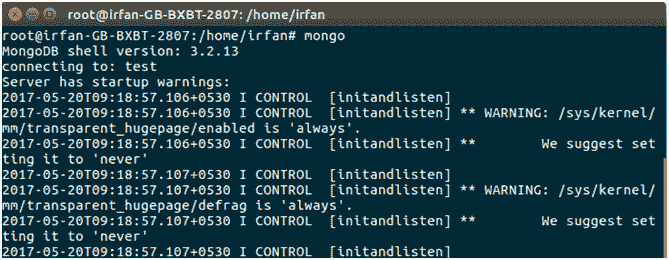 root@irfan-GB-BXBT-2807: /home/irfan
root@irfan-GB-BXBT-2807:/home/irfan# mongo
MongoDB shell version: 3.2.13
connecting to: test
Server has startup warnings:
2017-05-20T09:18:57.106+0530 I CONTROL  [initandlisten]
2017-05-20T09:18:57.106+0530 I CONTROL  [initandlisten] ** WARNING: /sys/kernel/
mm/transparent_hugepage/enabled is 'always'.
2017-05-20T09:18:57.106+0530 I CONTROL  [initandlisten] **        We suggest set
ting it to 'never'
2017-05-20T09:18:57.107+0530 I CONTROL  [initandlisten]
2017-05-20T09:18:57.107+0530 I CONTROL  [initandlisten] ** WARNING: /sys/kernel/
mm/transparent_hugepage/defrag is 'always'.
2017-05-20T09:18:57.107+0530 I CONTROL  [initandlisten] **        We suggest set
ting it to 'never'
2017-05-20T09:18:57.107+0530 I CONTROL  [initandlisten]